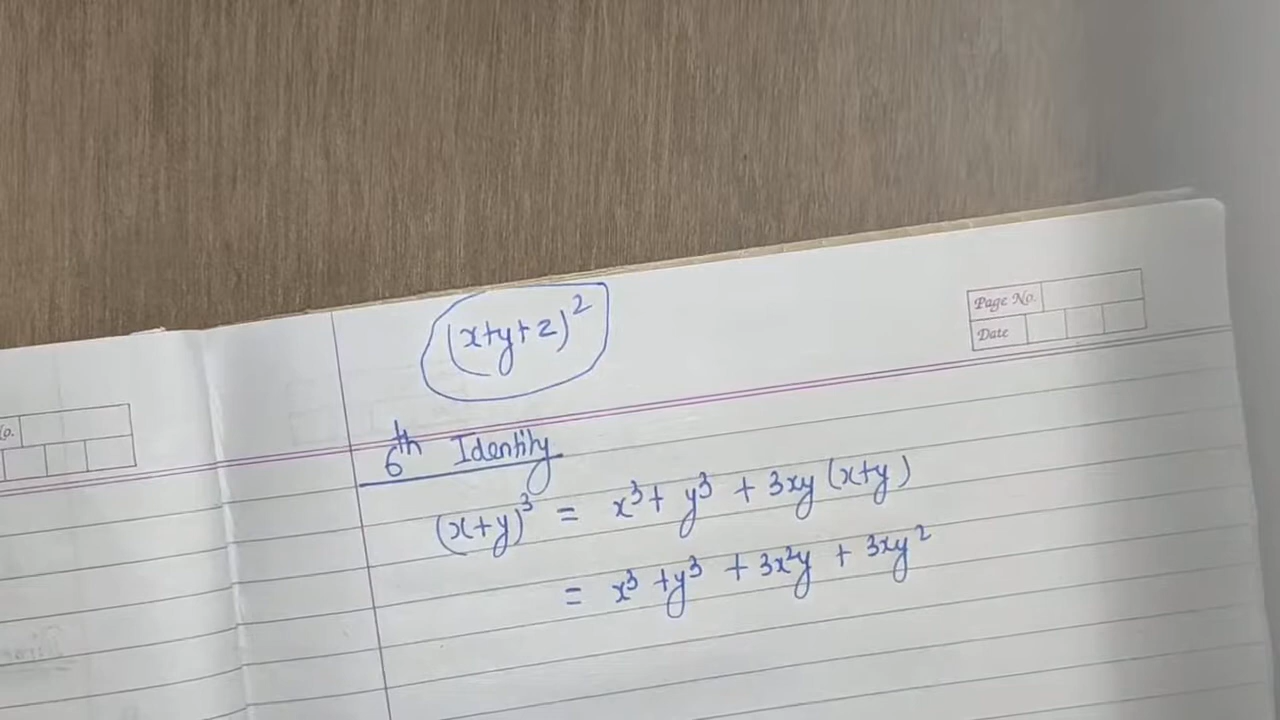 (x+y+z)²
Page No.
Date
o.
6th Identity
(x+y)³ = x³+ y³ + 3xy (x+y)
= x³ +y³ + 3x²y + 3xy²